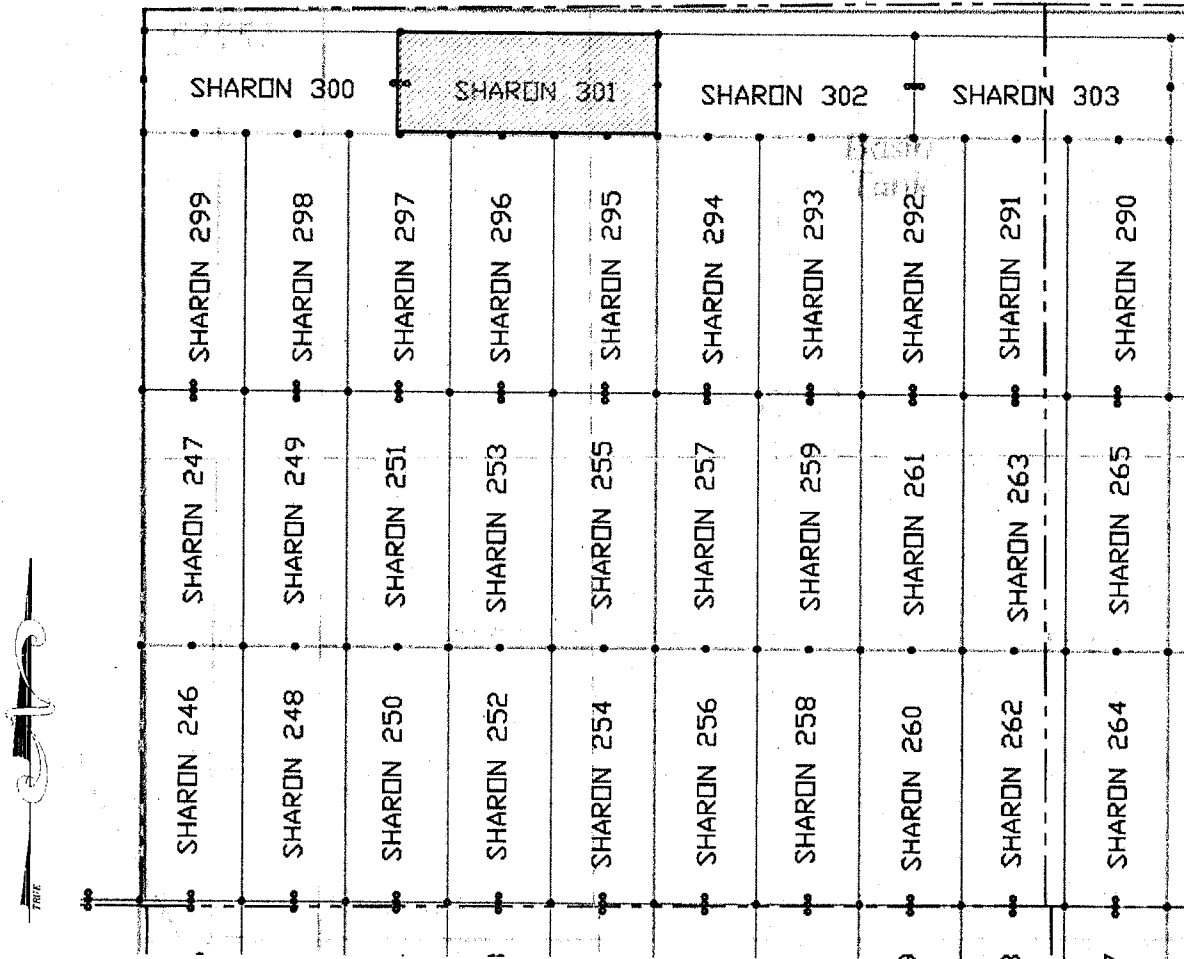 SHARON 300
SHARON 301
SHARON 302
SHARON 303
Tank
SHARON 299
SHARON 298
SHARON 297
SHARON 296
SHARON 295
SHARON 294
SHARON 293
SHARON 292
SHARON 291
SHARON 290
SHARON 247
SHARON 249
SHARON 251
SHARON 253
SHARON 255
SHARON 257
SHARON 259
SHARON 261
SHARON 263
SHARON 265
SHARON 246
SHARON 248
SHARON 250
SHARON 252
SHARON 254
SHARON 256
SHARON 258
SHARON 260
SHARON 262
SHARON 264
TRUE